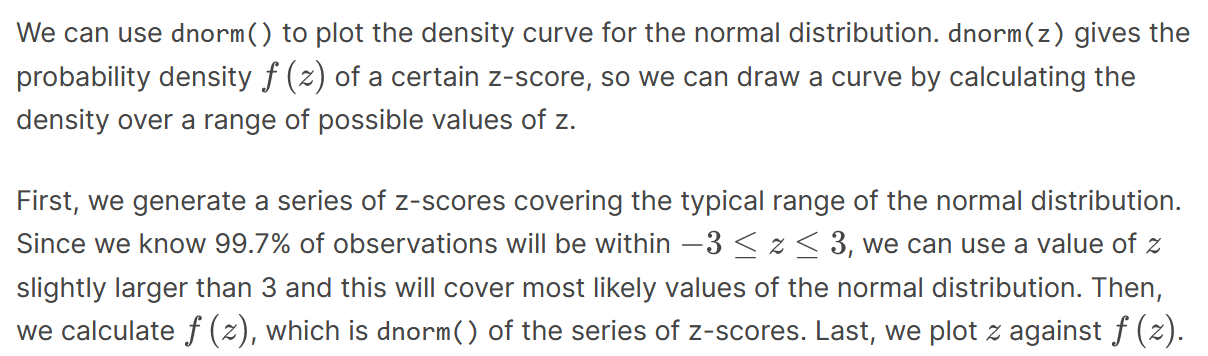 We can use dnorm() to plot the density curve for the normal distribution. dnorm(z) gives the
probability density f (z) of a certain z-score, so we can draw a curve by calculating the
density over a range of possible values of z.
First, we generate a series of z-scores covering the typical range of the normal distribution.
Since we know 99.7% of observations will be within −3 ≤ z ≤ 3, we can use a value of z
slightly larger than 3 and this will cover most likely values of the normal distribution. Then,
we calculate f (z), which is dnorm() of the series of z-scores. Last, we plot z against f (z).